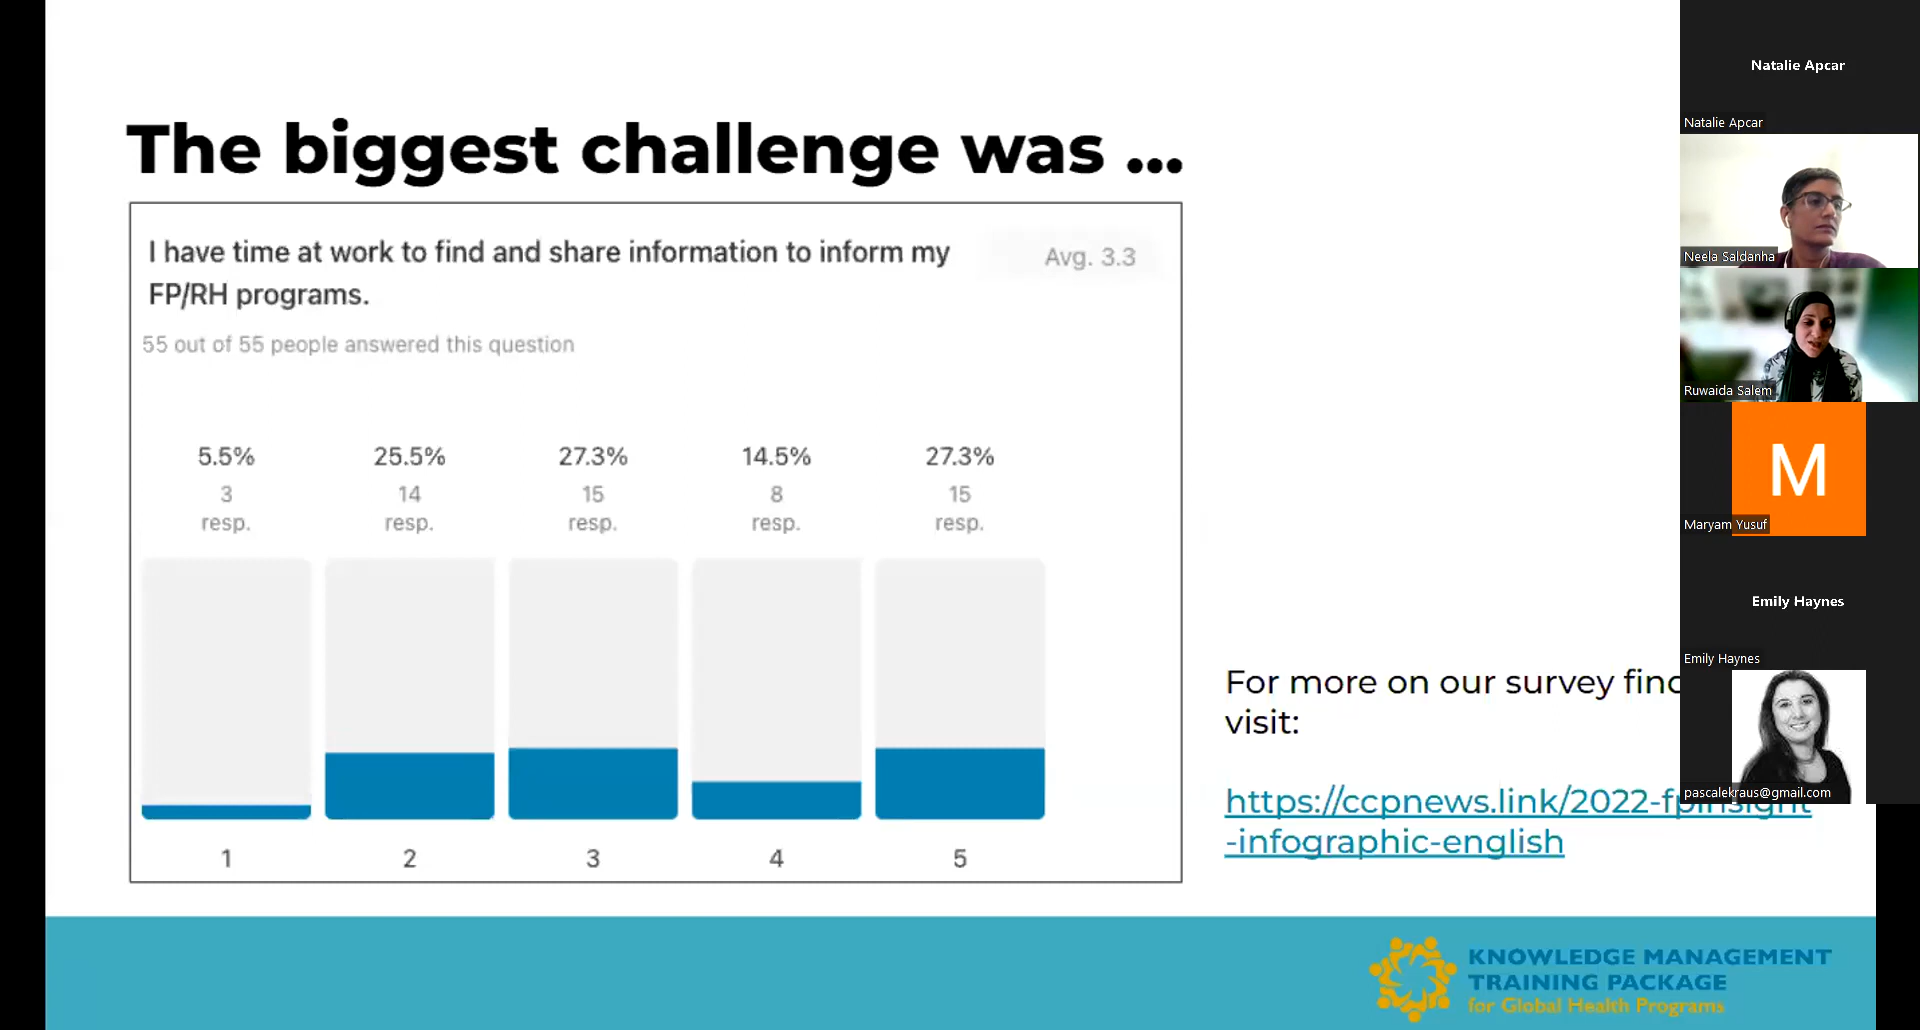 The biggest challenge was ...
I have time at work to find and share information to inform my
FP/RH programs.
Avg. 3.3
55 out of 55 people answered this question
5.5% 25.5% 27.3% 14.5% 27.3%
3 14 15 8 15
resp. resp. resp. resp. resp.
1 2 3 4 5
For more on our survey find
visit:
https://ccpnews.link/2022-fpinsight
-infographic-english
KNOWLEDGE MANAGEMENT
TRAINING PACKAGE
for Global Health Programs
Natalie Apcar
Natalie Apcar
Neela Saldanha
Ruwaida Salem
M
Maryam Yusuf
Emily Haynes
Emily Haynes
pascalekraus@gmail.com